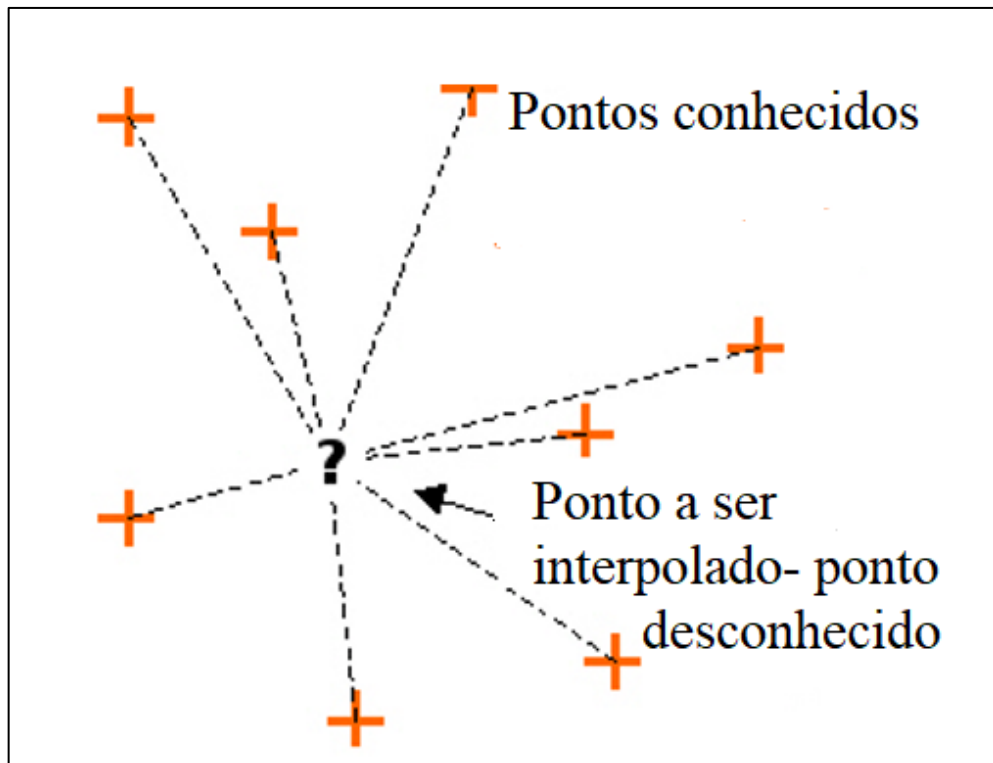 Pontos conhecidos
?
Ponto a ser
interpolado- ponto
desconhecido